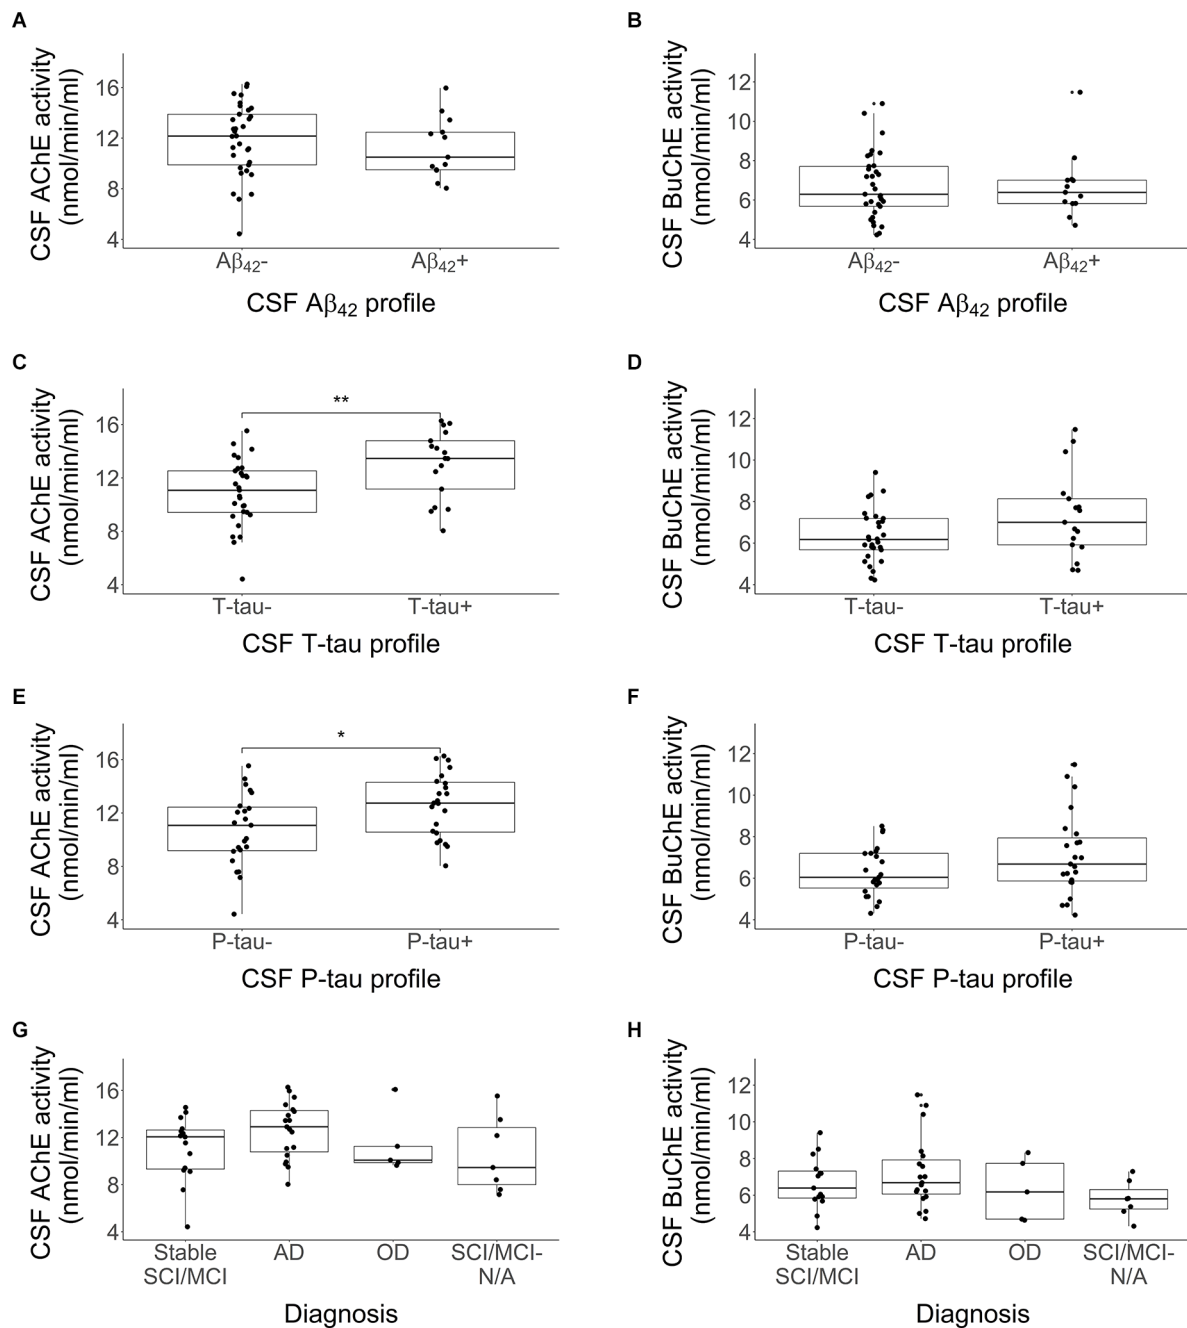 A
CSF AChE activity
(nmol/min/ml)
16
12
8
4
Aβ42-
Aβ42+
CSF Aβ42 profile
B
CSF BuChE activity
(nmol/min/ml)
12
10
8
6
4
Aβ42-
Aβ42+
CSF Aβ42 profile
C
CSF AChE activity
(nmol/min/ml)
**
16
12
8
4
T-tau-
T-tau+
CSF T-tau profile
D
CSF BuChE activity
(nmol/min/ml)
12
10
8
6
4
T-tau-
T-tau+
CSF T-tau profile
E
CSF AChE activity
(nmol/min/ml)
*
16
12
8
4
P-tau-
P-tau+
CSF P-tau profile
F
CSF BuChE activity
(nmol/min/ml)
12
10
8
6
4
P-tau-
P-tau+
CSF P-tau profile
G
CSF AChE activity
(nmol/min/ml)
16
12
8
4
Stable
SCI/MCI
AD
OD
SCI/MCI-
N/A
Diagnosis
H
CSF BuChE activity
(nmol/min/ml)
12
10
8
6
4
Stable
SCI/MCI
AD
OD
SCI/MCI-
N/A
Diagnosis